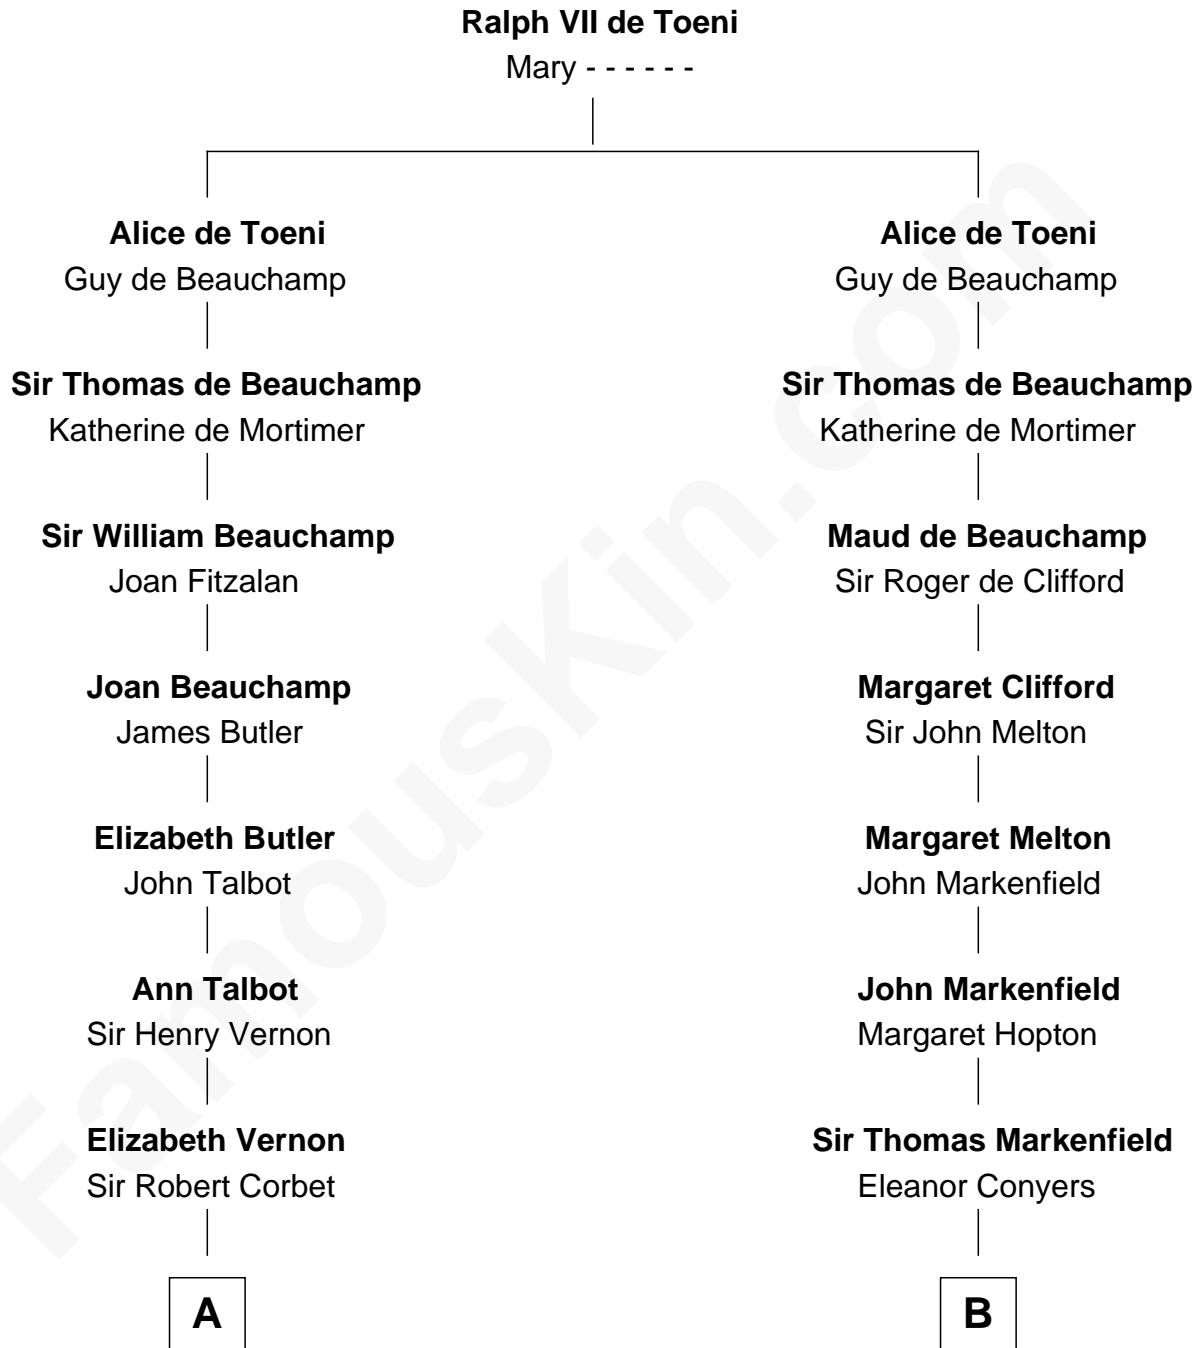 Ralph VII de Toeni
Mary - - - - - -
Alice de Toeni
Guy de Beauchamp
Sir Thomas de Beauchamp
Katherine de Mortimer
Sir William Beauchamp
Joan Fitzalan
Joan Beauchamp
James Butler
Elizabeth Butler
John Talbot
Ann Talbot
Sir Henry Vernon
Elizabeth Vernon
Sir Robert Corbet
A
Alice de Toeni
Guy de Beauchamp
Sir Thomas de Beauchamp
Katherine de Mortimer
Maud de Beauchamp
Sir Roger de Clifford
Margaret Clifford
Sir John Melton
Margaret Melton
John Markenfield
John Markenfield
Margaret Hopton
Sir Thomas Markenfield
Eleanor Conyers
B
FamousKin.com